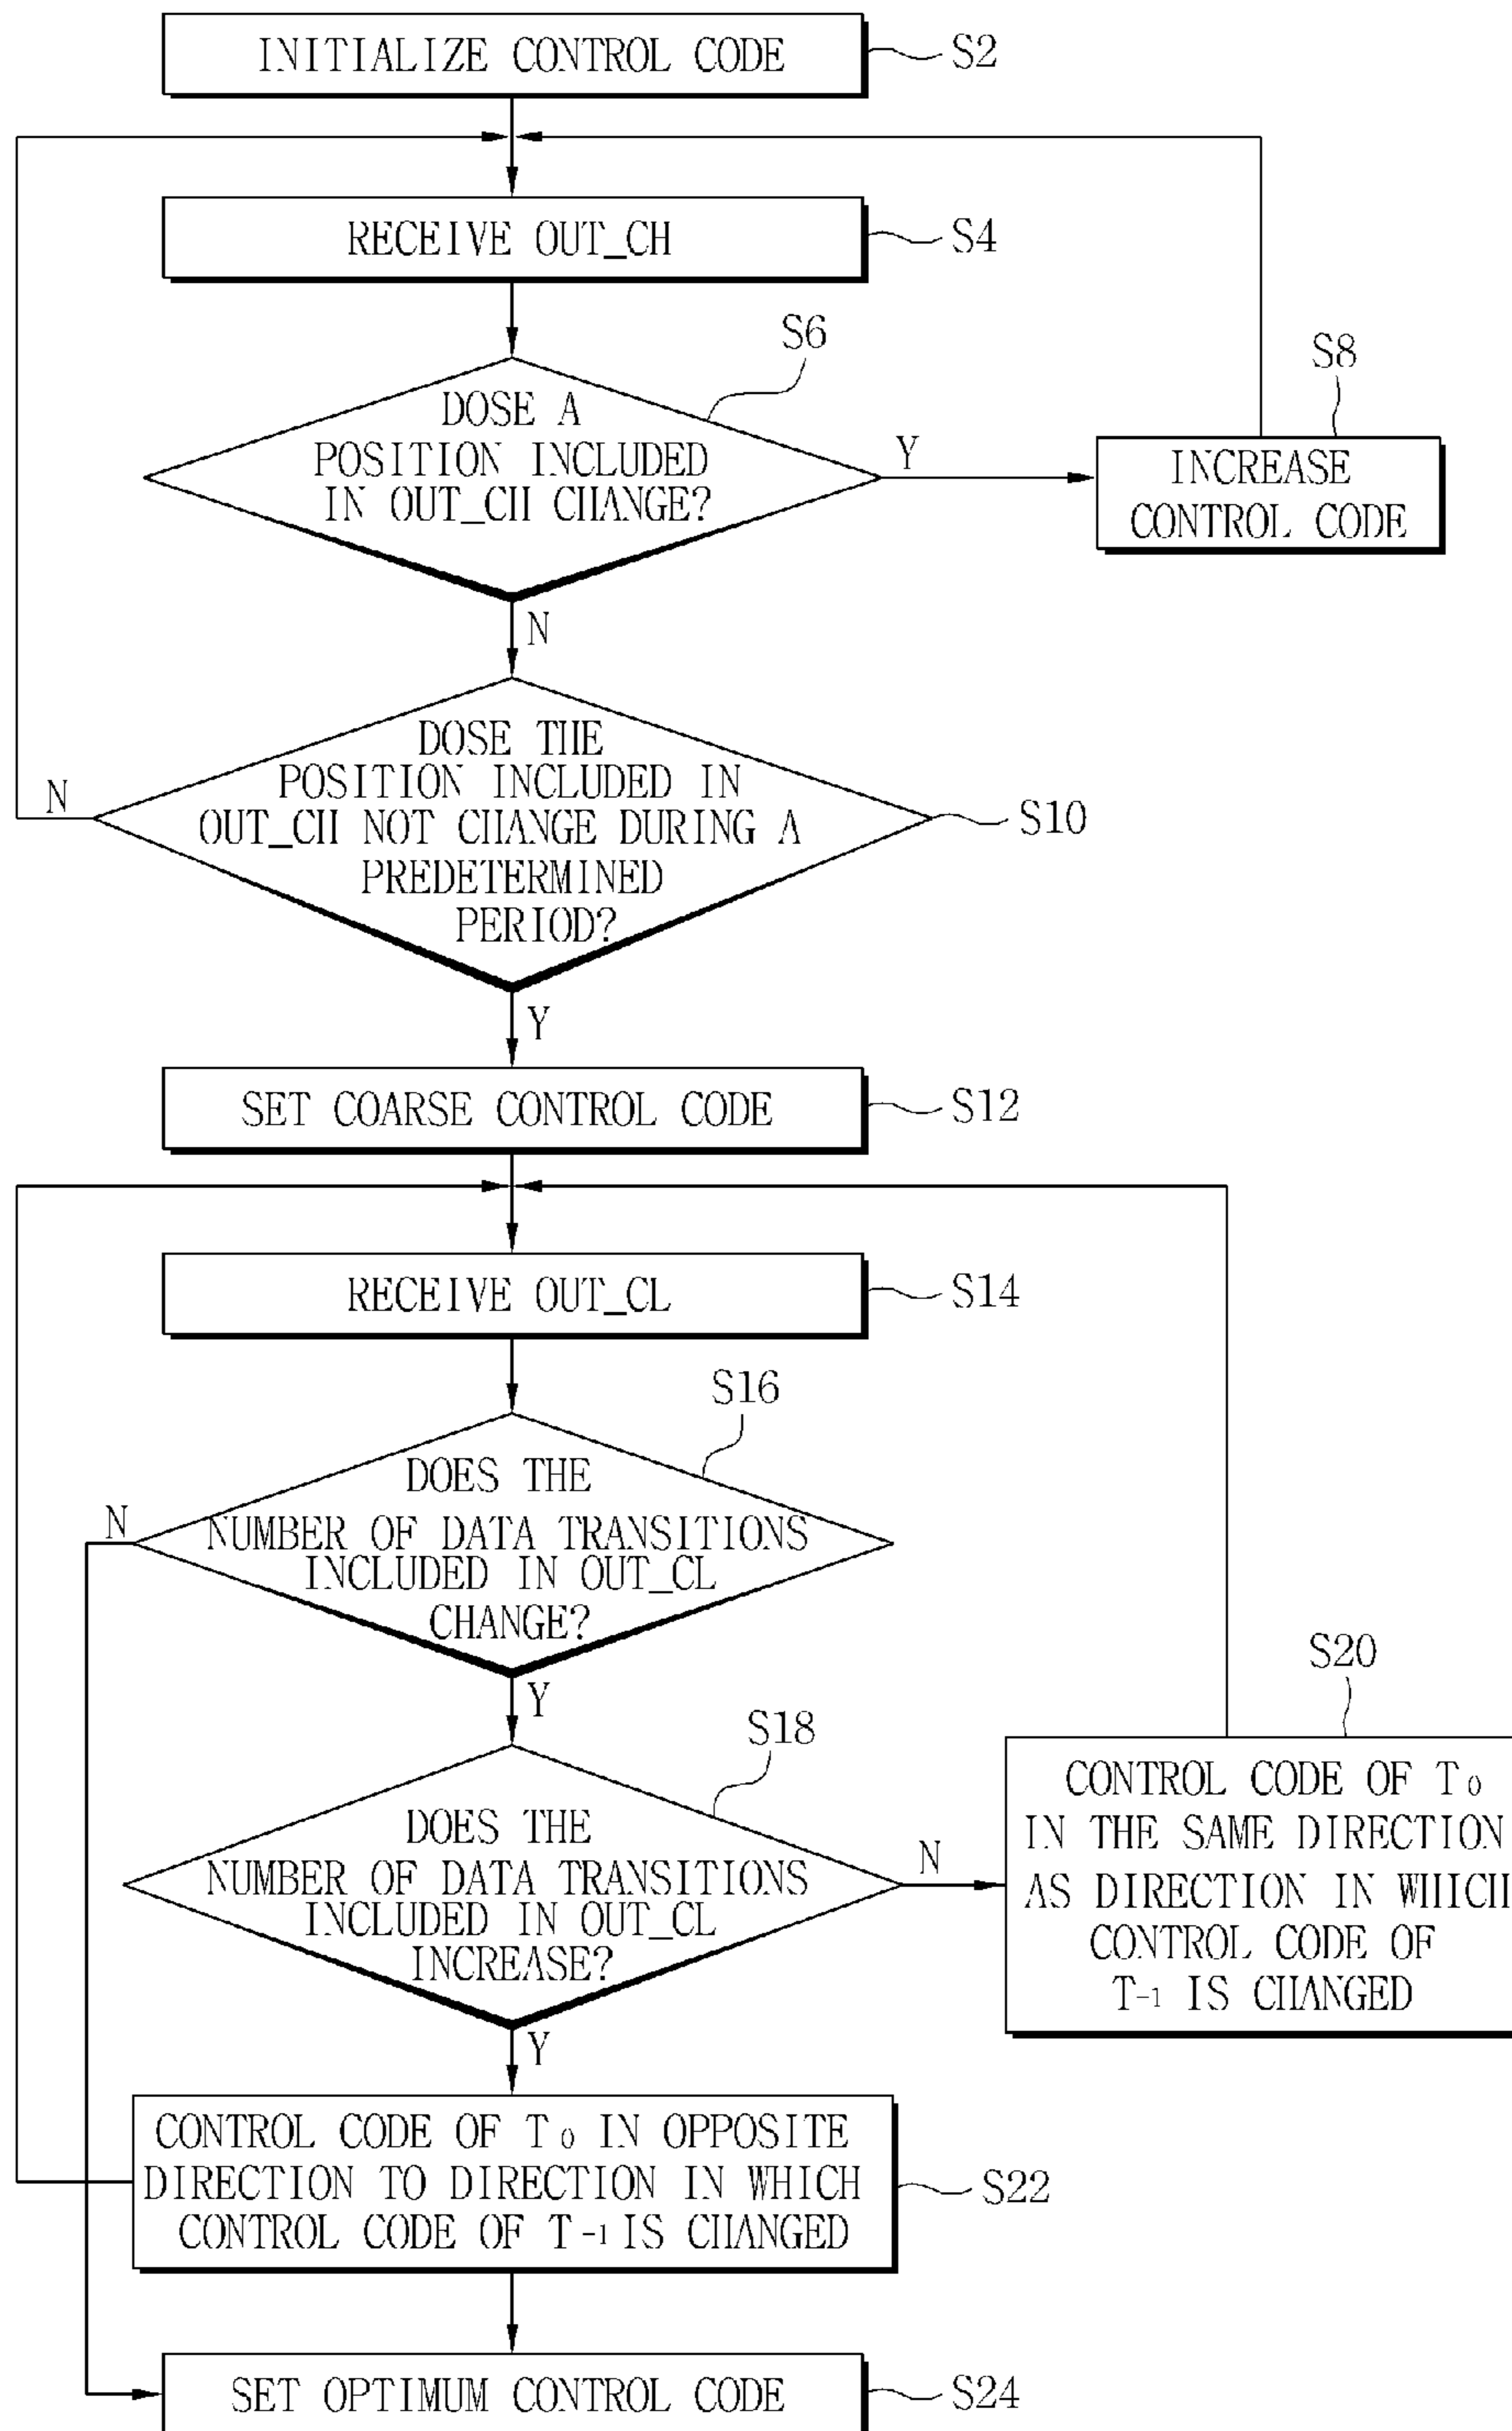 INITIALIZE CONTROL CODE
S2
RECEIVE OUT_CH
S4
S6
DOSE A
POSITION INCLUDED
IN OUT_CH CHANGE?
Y
S8
INCREASE
CONTROL CODE
N
DOSE THE
POSITION INCLUDED IN
OUT_CH NOT CHANGE DURING A
PREDETERMINED
PERIOD?
N
S10
Y
SET COARSE CONTROL CODE
S12
RECEIVE OUT_CL
S14
S16
DOES THE
NUMBER OF DATA TRANSITIONS
INCLUDED IN OUT_CL
CHANGE?
N
Y
S18
DOES THE
NUMBER OF DATA TRANSITIONS
INCLUDED IN OUT_CL
INCREASE?
N
S20
CONTROL CODE OF T₀
IN THE SAME DIRECTION
AS DIRECTION IN WHICH
CONTROL CODE OF
T₋₁ IS CHANGED
Y
CONTROL CODE OF T₀ IN OPPOSITE
DIRECTION TO DIRECTION IN WHICH
CONTROL CODE OF T₋₁ IS CHANGED
S22
SET OPTIMUM CONTROL CODE
S24